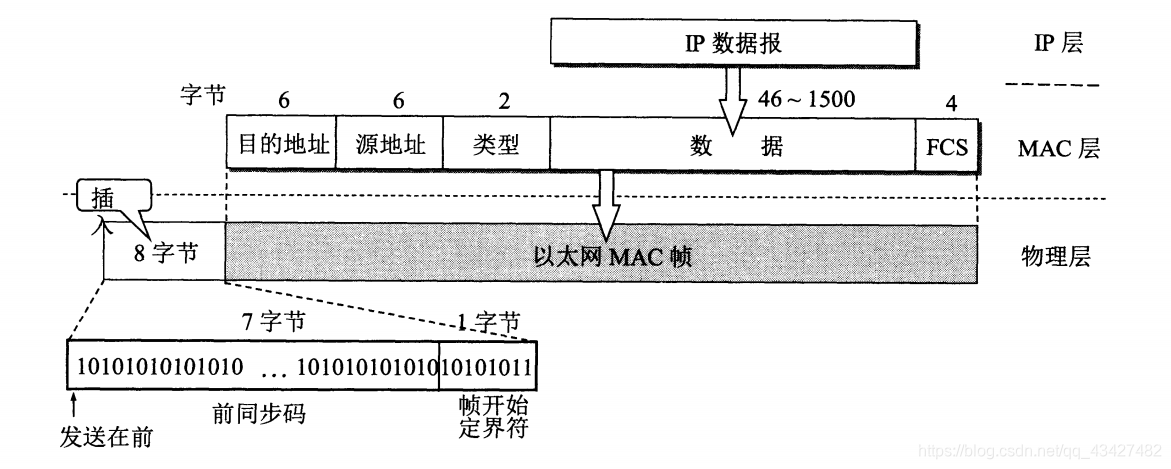 IP 数据报
IP 层
字节
6
6
2
46 ~ 1500
4
目的地址
源地址
类型
数 据
FCS
MAC 层
插
入
8 字节
以太网 MAC 帧
物理层
7 字节
1 字节
10101010101010 … 101010101010
10101011
前同步码
帧开始
定界符
发送在前
https://blog.csdn.net/qq_43427482